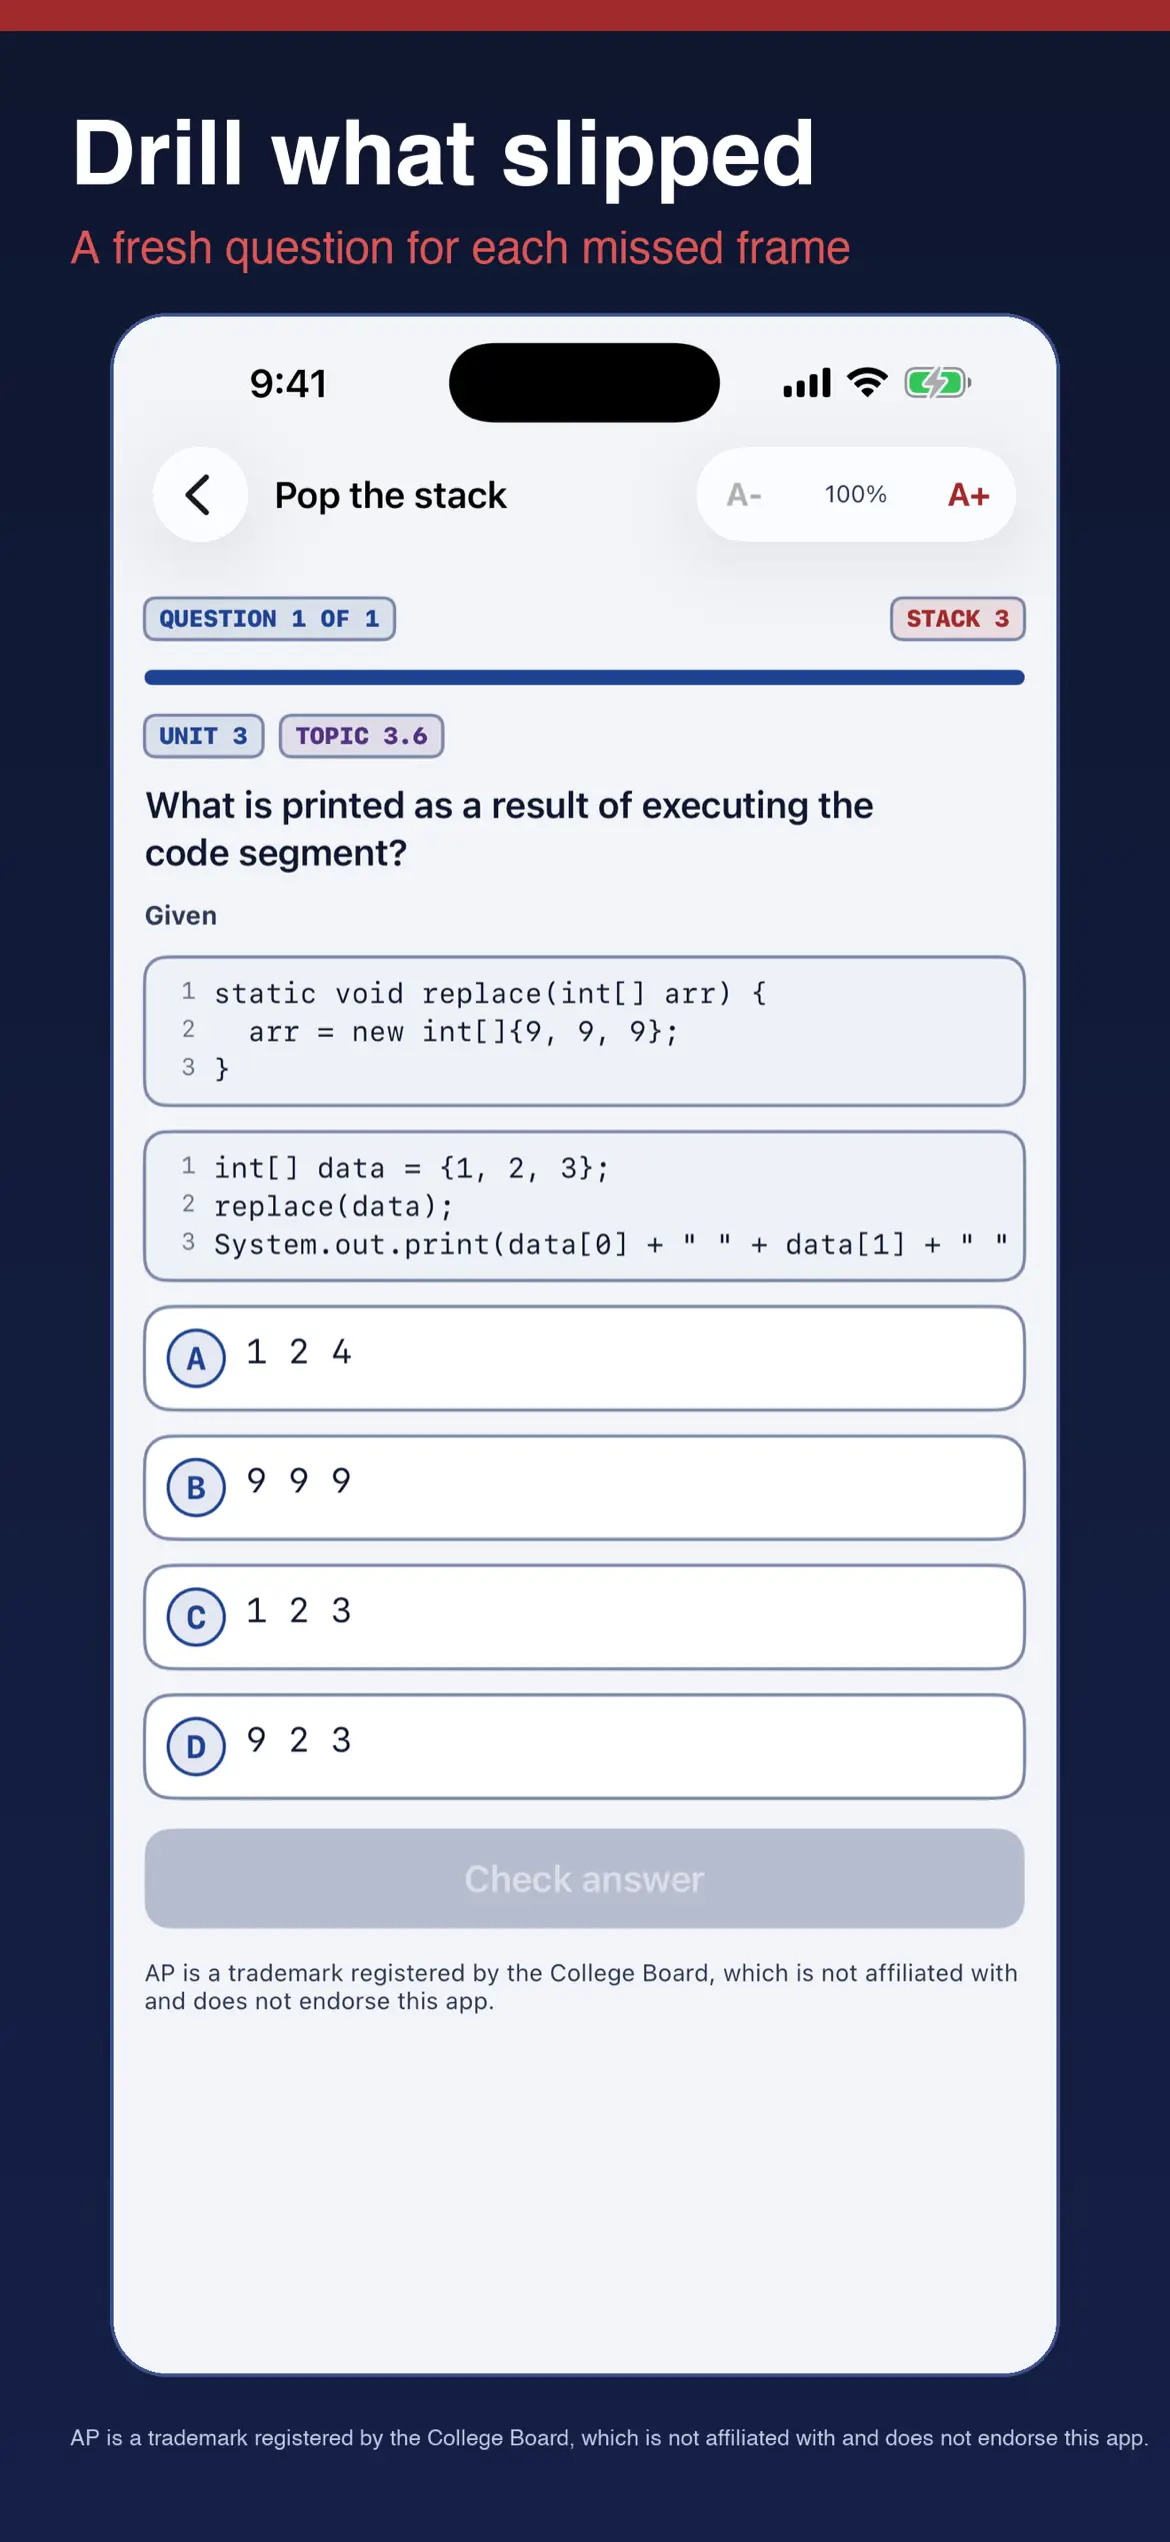 Drill what slipped
A fresh question for each missed frame
9:41
Pop the stack
A- 100% A+
QUESTION 1 OF 1
STACK 3
UNIT 3 TOPIC 3.6
What is printed as a result of executing the
code segment?
Given
1 static void replace(int[] arr) {
2   arr = new int[]{9, 9, 9};
3 }
1 int[] data = {1, 2, 3};
2 replace(data);
3 System.out.print(data[0] + " " + data[1] + " "
A 1 2 4
B 9 9 9
C 1 2 3
D 9 2 3
Check answer
AP is a trademark registered by the College Board, which is not affiliated with
and does not endorse this app.
AP is a trademark registered by the College Board, which is not affiliated with and does not endorse this app.